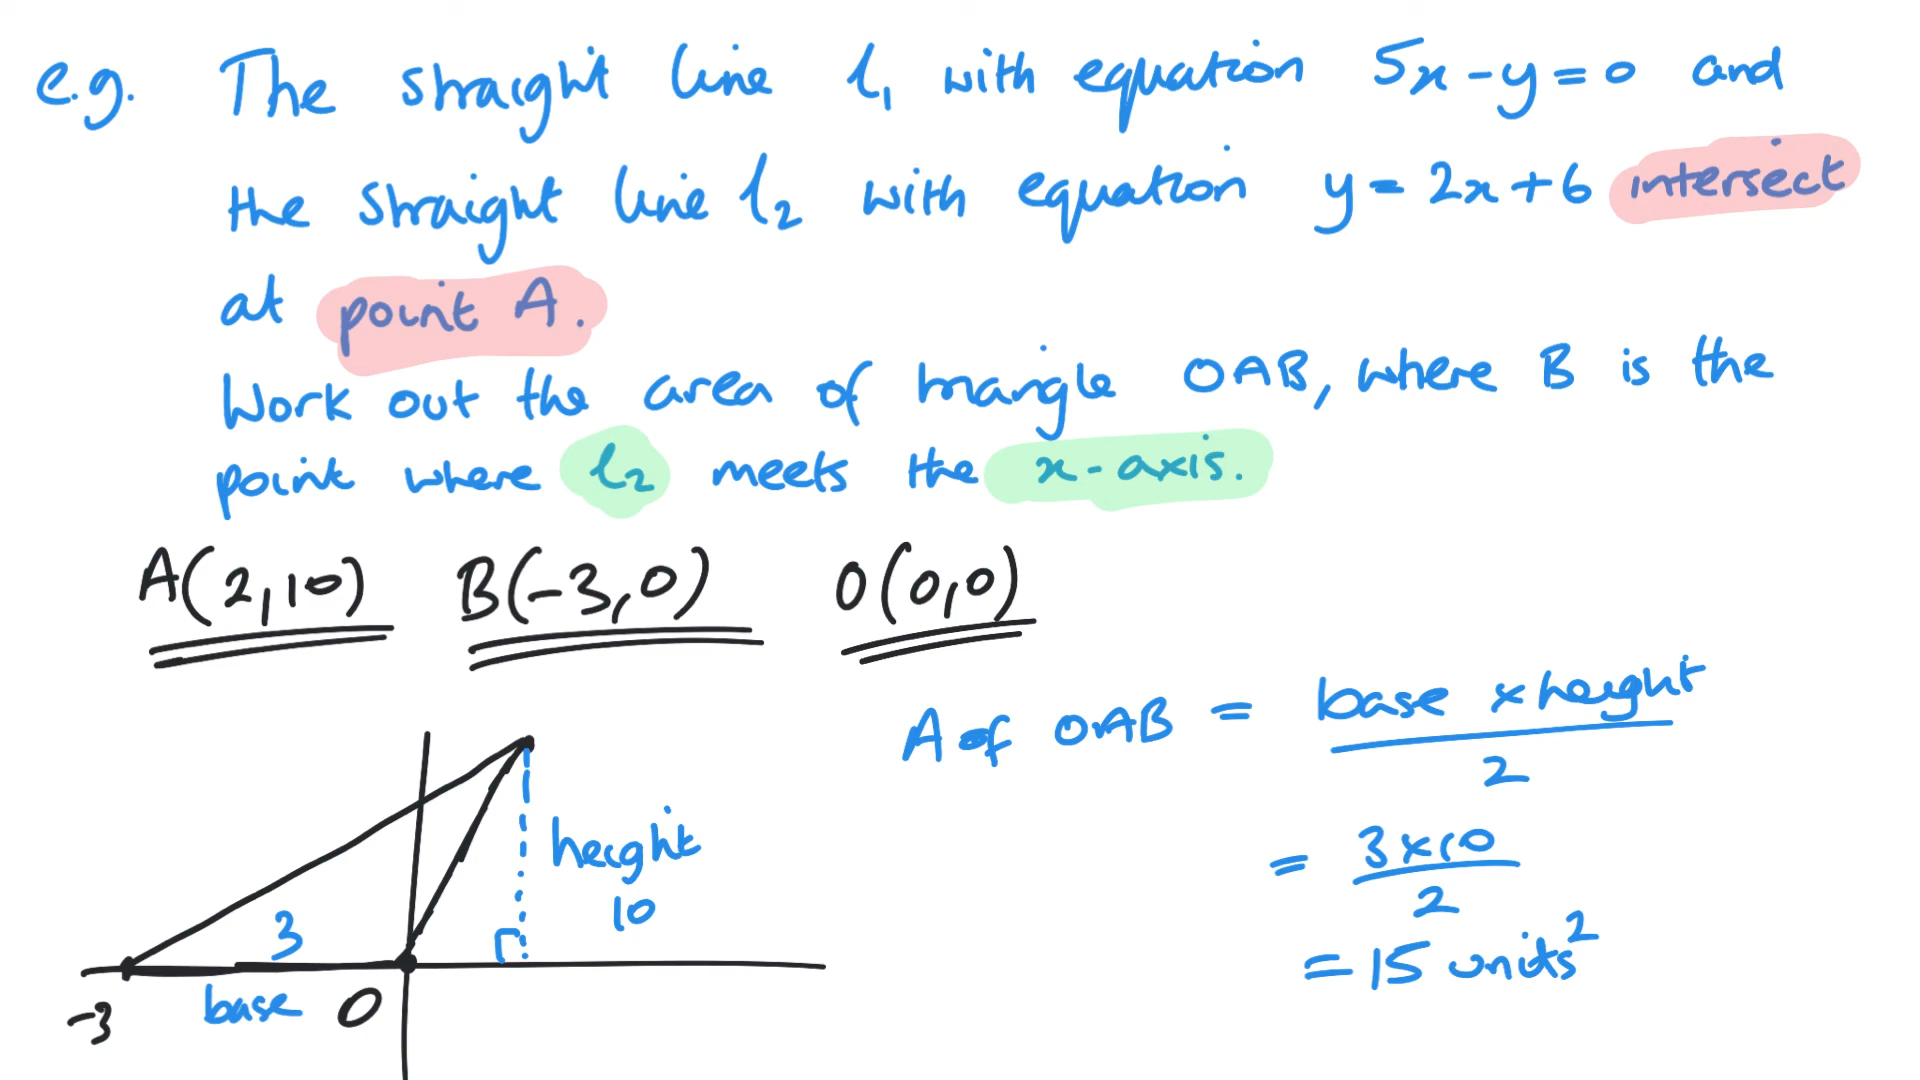 e.g. The straight line l₁ with equation 5x - y = 0 and
the straight line l₂ with equation y = 2x + 6 intersect
at point A.
Work out the area of triangle OAB, where B is the
point where l₂ meets the x-axis.
A(2,10) B(-3,0) O(0,0)
A of OAB = base x height
2
= 3 x 10
2
= 15 units²
height
10
3
base
-3
O